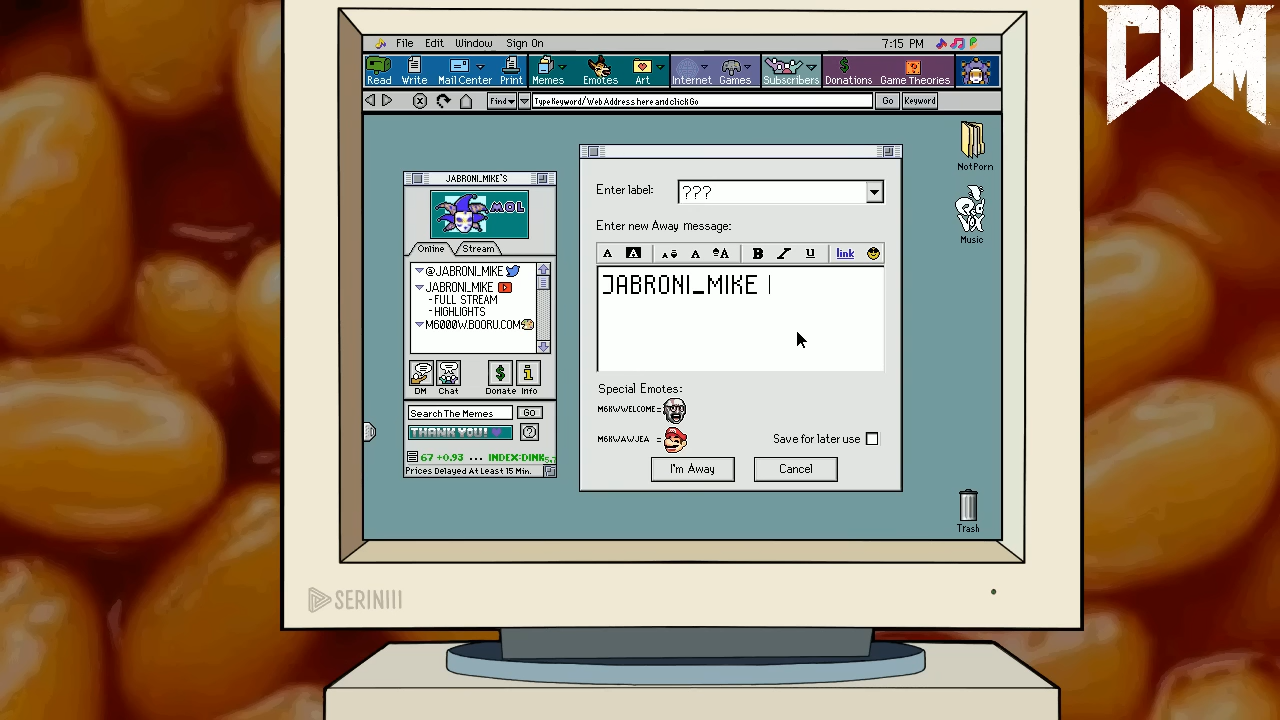 CUM
File Edit Window Sign On
7:15 PM
Read Write Mail Center Print Memes Emotes Art Internet Games Subscribers Donations Game Theories
Find
Type Keyword/Web Address here and click Go
Go Keyword
NotPorn
Music
Trash
JABRONI_MIKE'S
MOL
Online Stream
@JABRONI_MIKE
JABRONI_MIKE
-FULL STREAM
-HIGHLIGHTS
M6000W.BOORU.COM
DM Chat Donate Info
Search The Memes Go
THANK YOU!
67 +0.93 ... INDEX:DINK
Prices Delayed At Least 15 Min.
Enter label: ???
Enter new Away message:
A A A A A B I U link
JABRONI_MIKE
Special Emotes:
M6KWWELCOME=
M6KWAWJEA =
Save for later use
I'm Away Cancel
SERINIII